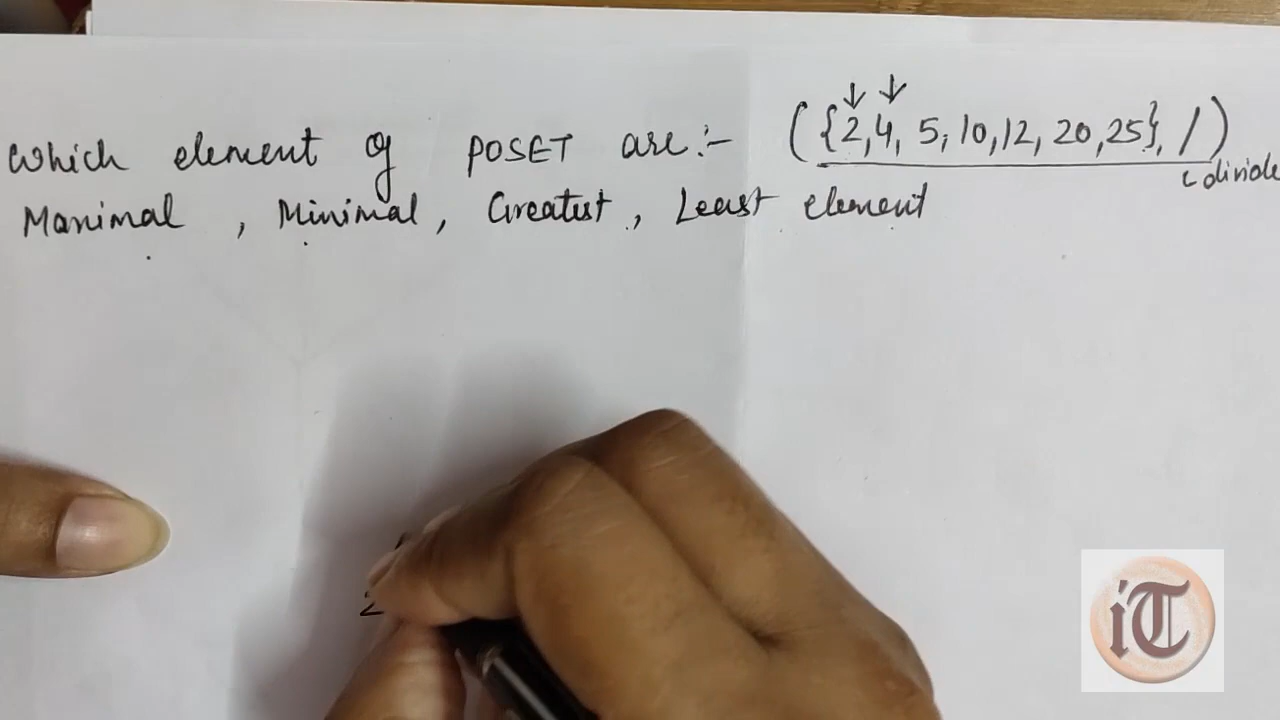 Which element of POSET are:- ({2,4, 5, 10,12, 20,25}, /)
divide
Maximal , Minimal, Greatest, Least element
2
iT